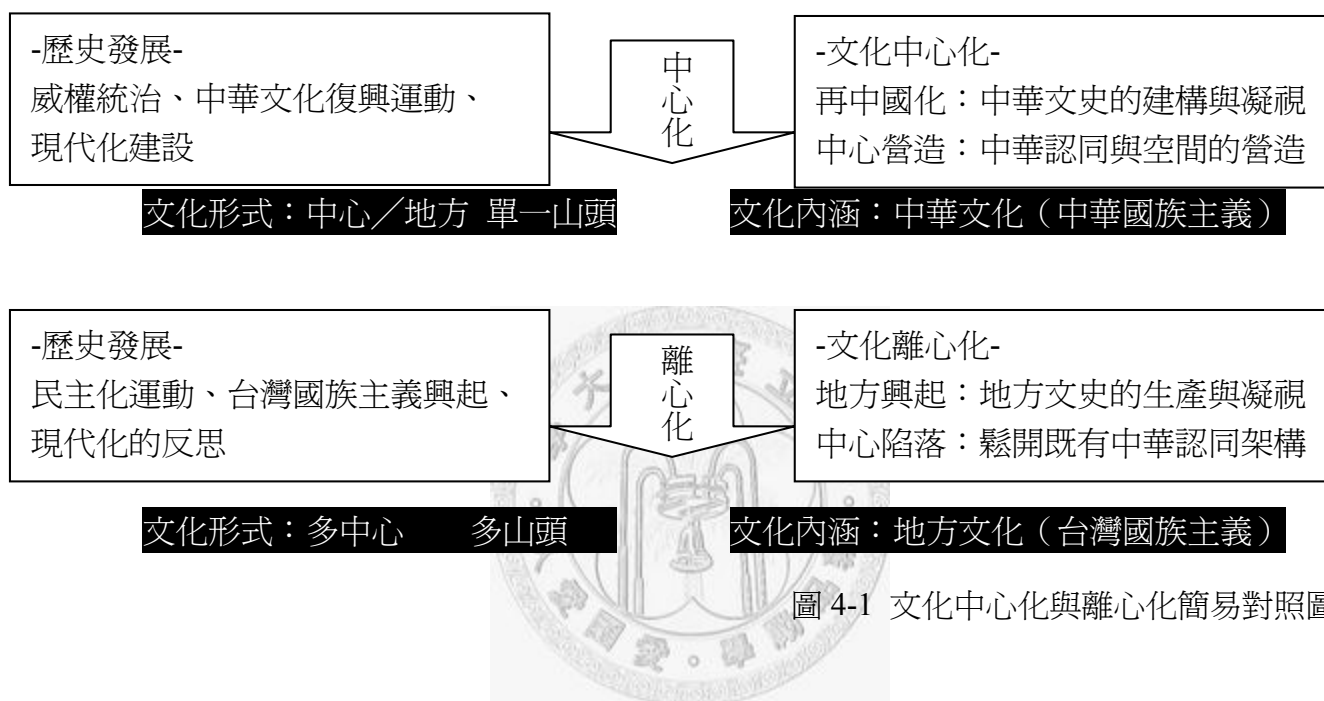 -歷史發展-
威權統治、中華文化復興運動、
現代化建設
中心化
-文化中心化-
再中國化：中華文史的建構與凝視
中心營造：中華認同與空間的營造
文化形式：中心／地方 單一山頭
文化內涵：中華文化（中華國族主義）
-歷史發展-
民主化運動、台灣國族主義興起、
現代化的反思
離心化
-文化離心化-
地方興起：地方文史的生產與凝視
中心陷落：鬆開既有中華認同架構
文化形式：多中心 多山頭
文化內涵：地方文化（台灣國族主義）
圖 4-1 文化中心化與離心化簡易對照圖